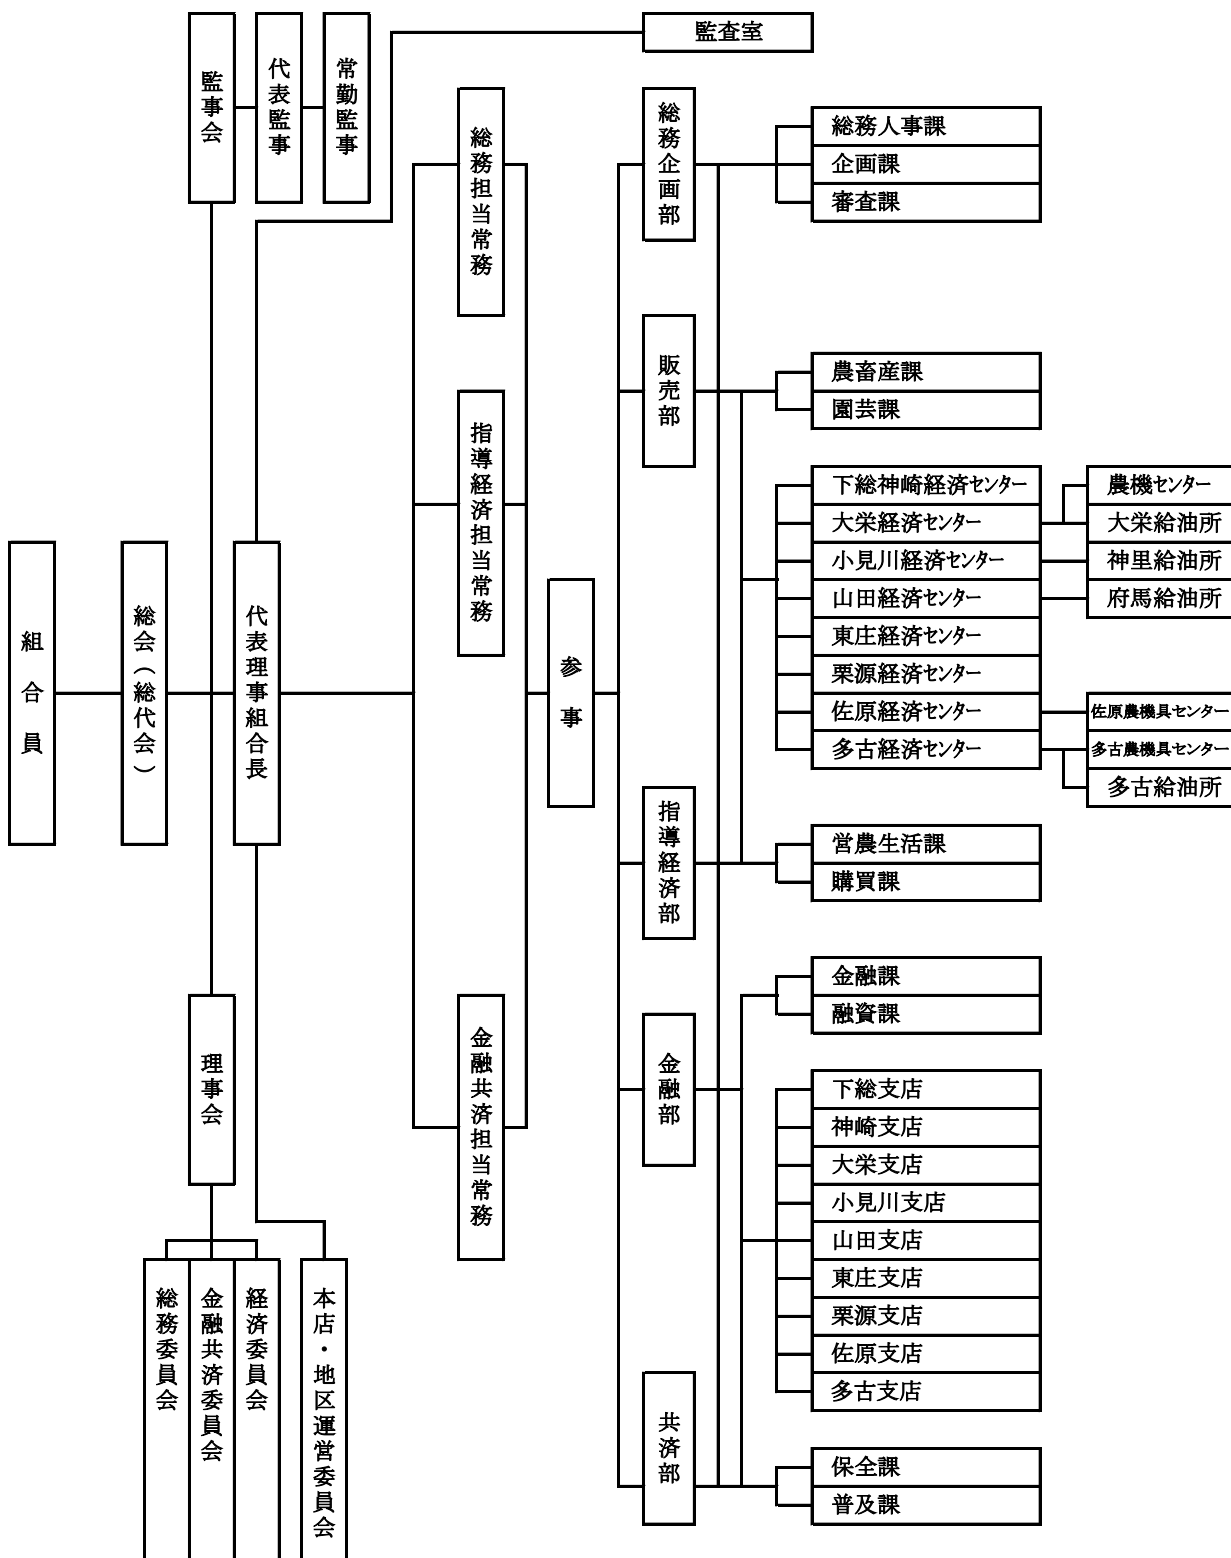 組合員
総会（総代会）
監事会
代表監事
常勤監事
代表理事組合長
理事会
総務委員会
金融共済委員会
経済委員会
本店・地区運営委員会
監査室
総務担当常務
指導経済担当常務
金融共済担当常務
参事
総務企画部
総務人事課
企画課
審査課
販売部
農畜産課
園芸課
下総神崎経済センター
大栄経済センター
小見川経済センター
山田経済センター
東庄経済センター
栗源経済センター
佐原経済センター
多古経済センター
農機センター
大栄給油所
神里給油所
府馬給油所
佐原農機具センター
多古農機具センター
多古給油所
指導経済部
営農生活課
購買課
金融部
金融課
融資課
下総支店
神崎支店
大栄支店
小見川支店
山田支店
東庄支店
栗源支店
佐原支店
多古支店
共済部
保全課
普及課